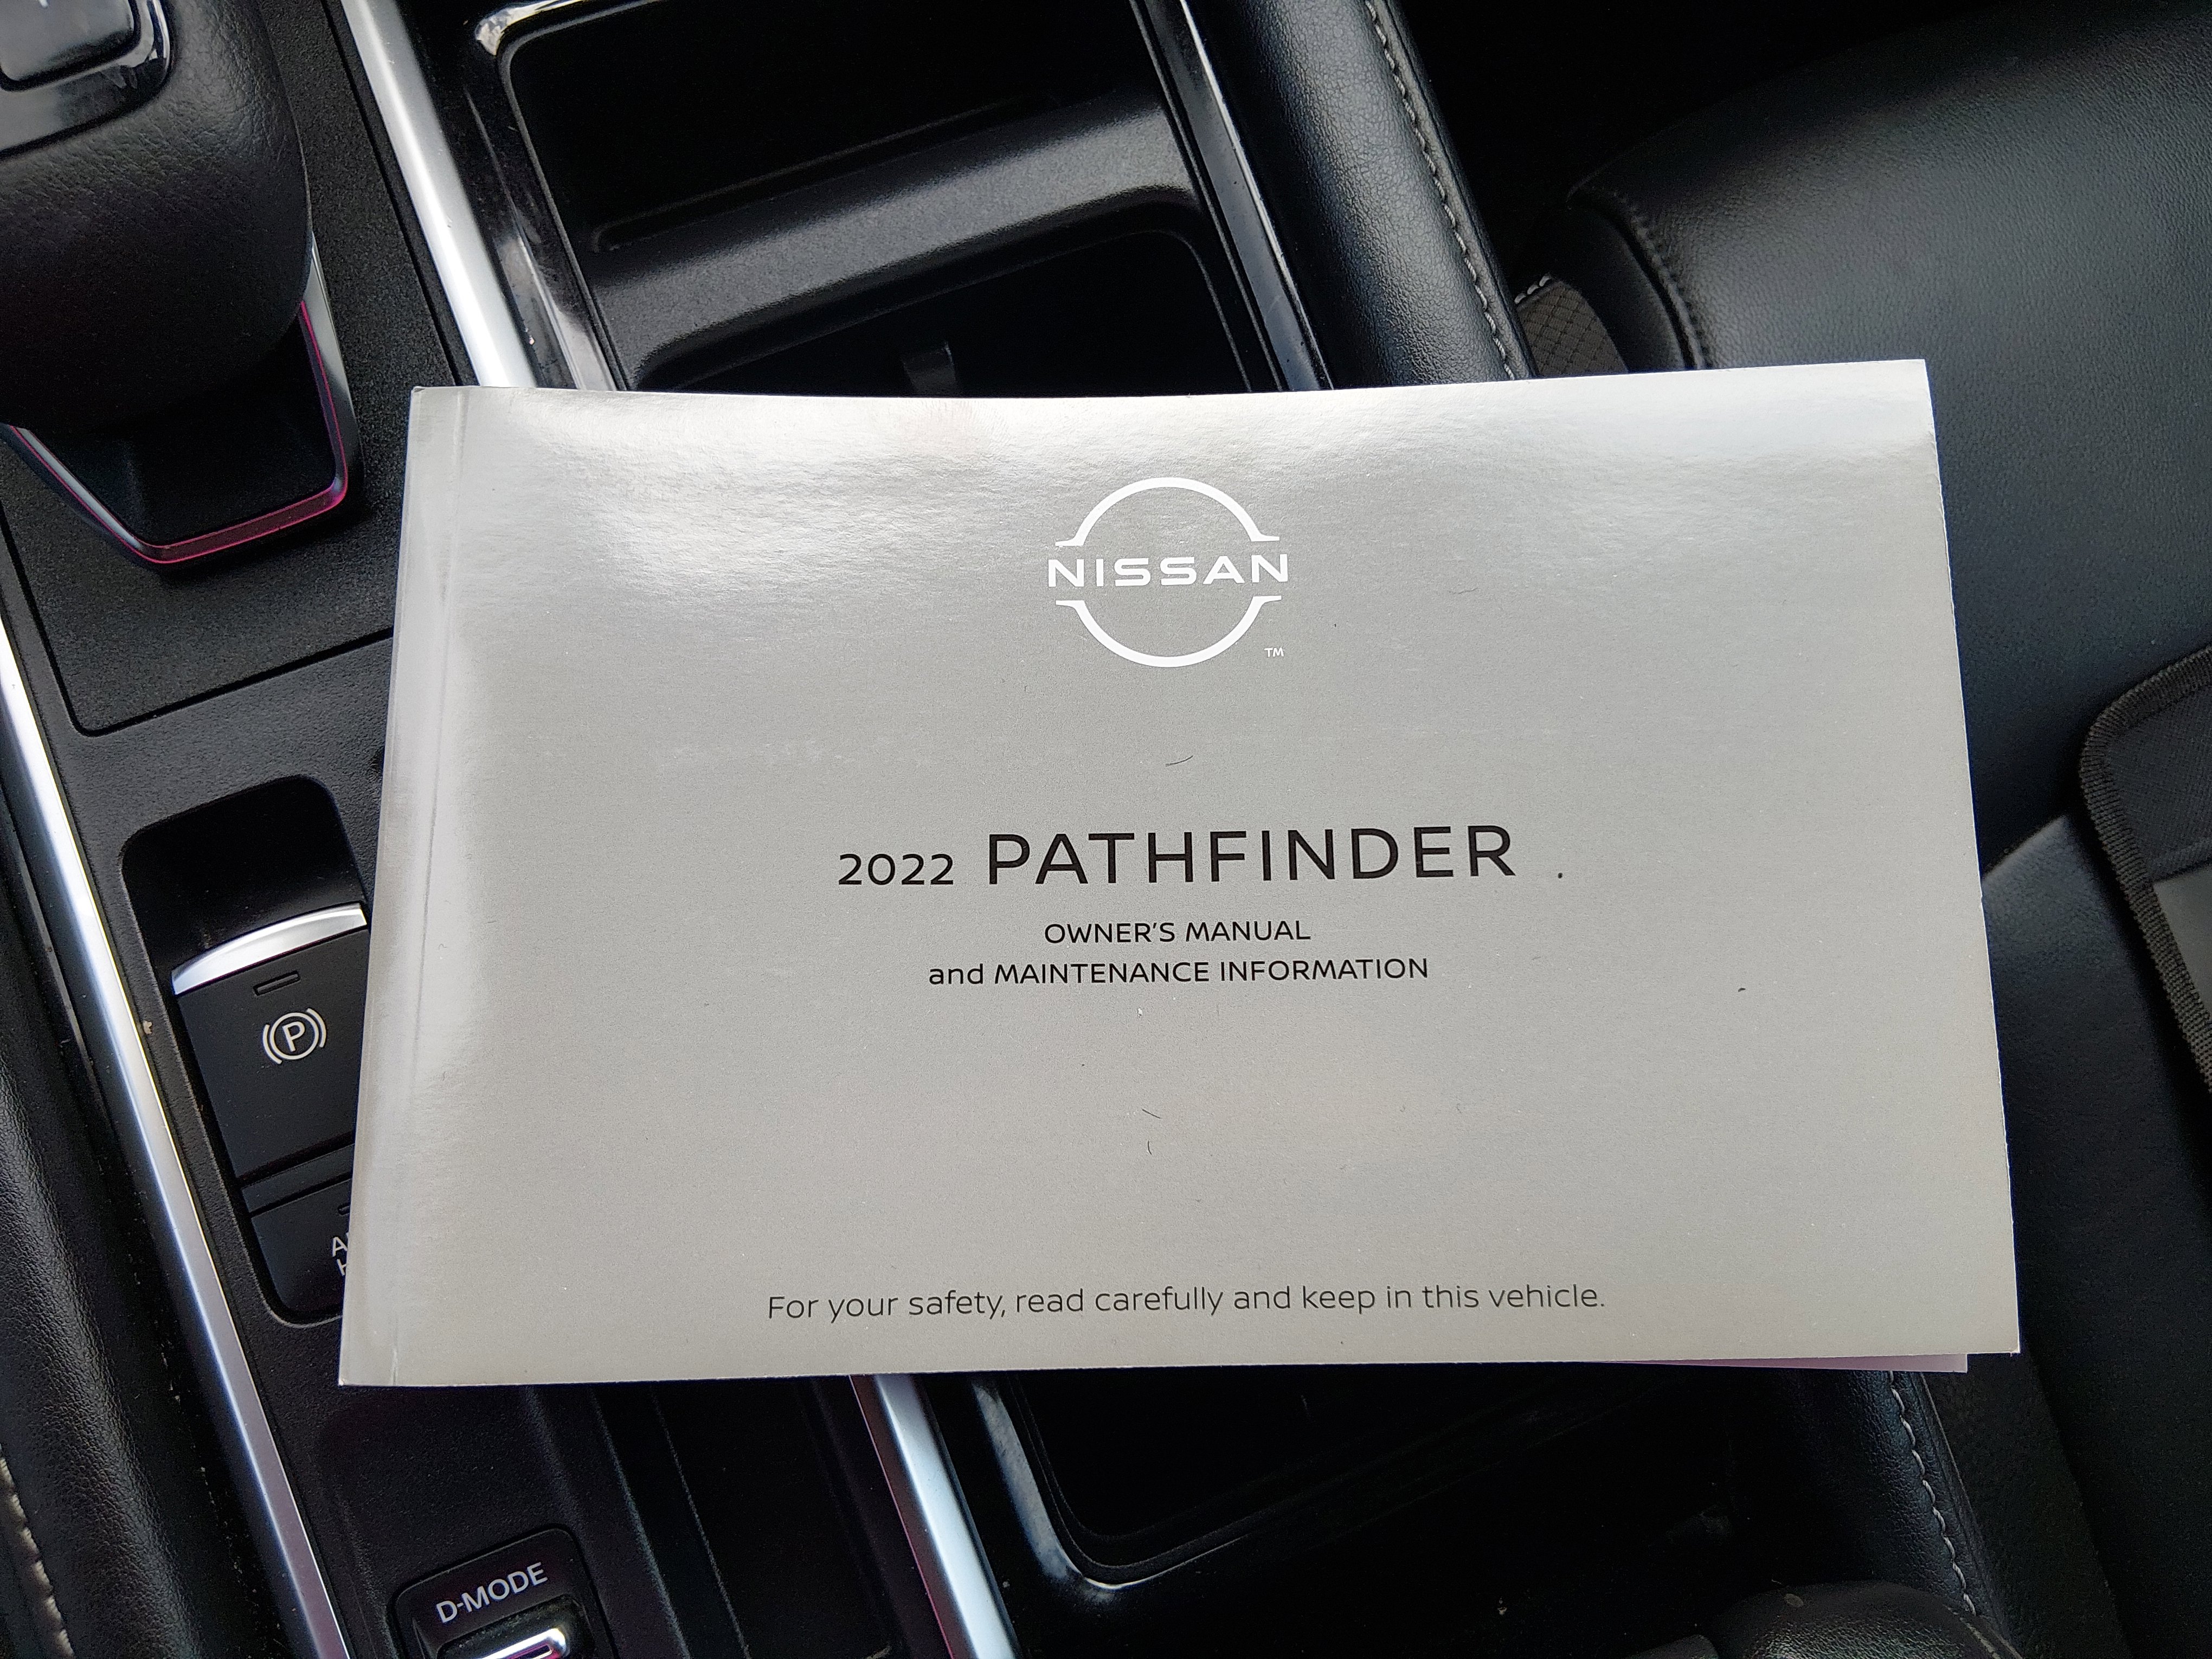 NISSAN
TM
2022 PATHFINDER
OWNER'S MANUAL
and MAINTENANCE INFORMATION
For your safety, read carefully and keep in this vehicle.
P
D-MODE